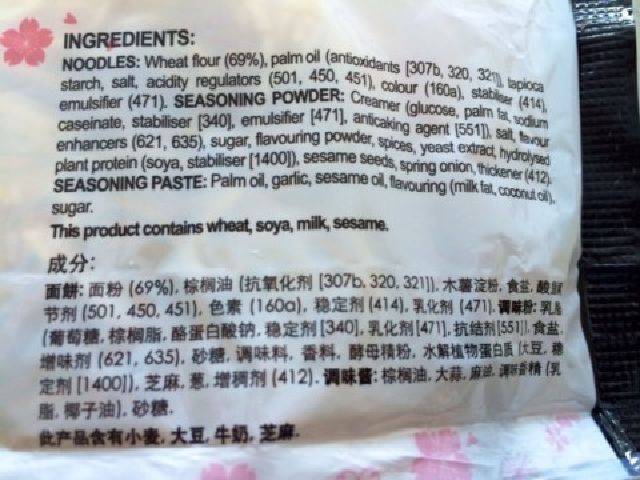 INGREDIENTS:
NOODLES: Wheat flour (69%), palm oil (antioxidants [307b, 320, 321]), tapioca
starch, salt, acidity regulators (501, 450, 451), colour (160a), stabiliser (414),
emulsifier (471). SEASONING POWDER: Creamer (glucose, palm fat, sodium
caseinate, stabiliser [340], emulsifier [471], anticaking agent [551]), salt, flavour
enhancers (621, 635), sugar, flavouring powder, spices, yeast extract, hydrolysed
plant protein (soya, stabiliser [1400]), sesame seeds, spring onion, thickener (412).
SEASONING PASTE: Palm oil, garlic, sesame oil, flavouring (milk fat, coconut oil),
sugar.
This product contains wheat, soya, milk, sesame.
成分:
面餅: 面粉 (69%), 棕榈油 (抗氧化剂 [307b, 320, 321]), 木薯淀粉, 食盐, 酸度
节剂 (501, 450, 451), 色素 (160a), 稳定剂 (414), 乳化剂 (471). 调味粉: 乳脂
(葡萄糖, 棕榈脂, 酪蛋白酸钠, 稳定剂 [340], 乳化剂 [471], 抗结剂 [551]), 食盐,
增味剂 (621, 635), 砂糖, 调味料, 香料, 酵母精粉, 水解植物蛋白质 (大豆, 稳
定剂 [1400]), 芝麻, 葱, 增稠剂 (412). 调味酱: 棕榈油, 大蒜, 麻油, 调味香精 (乳
脂, 椰子油), 砂糖.
此产品含有小麦, 大豆, 牛奶, 芝麻.